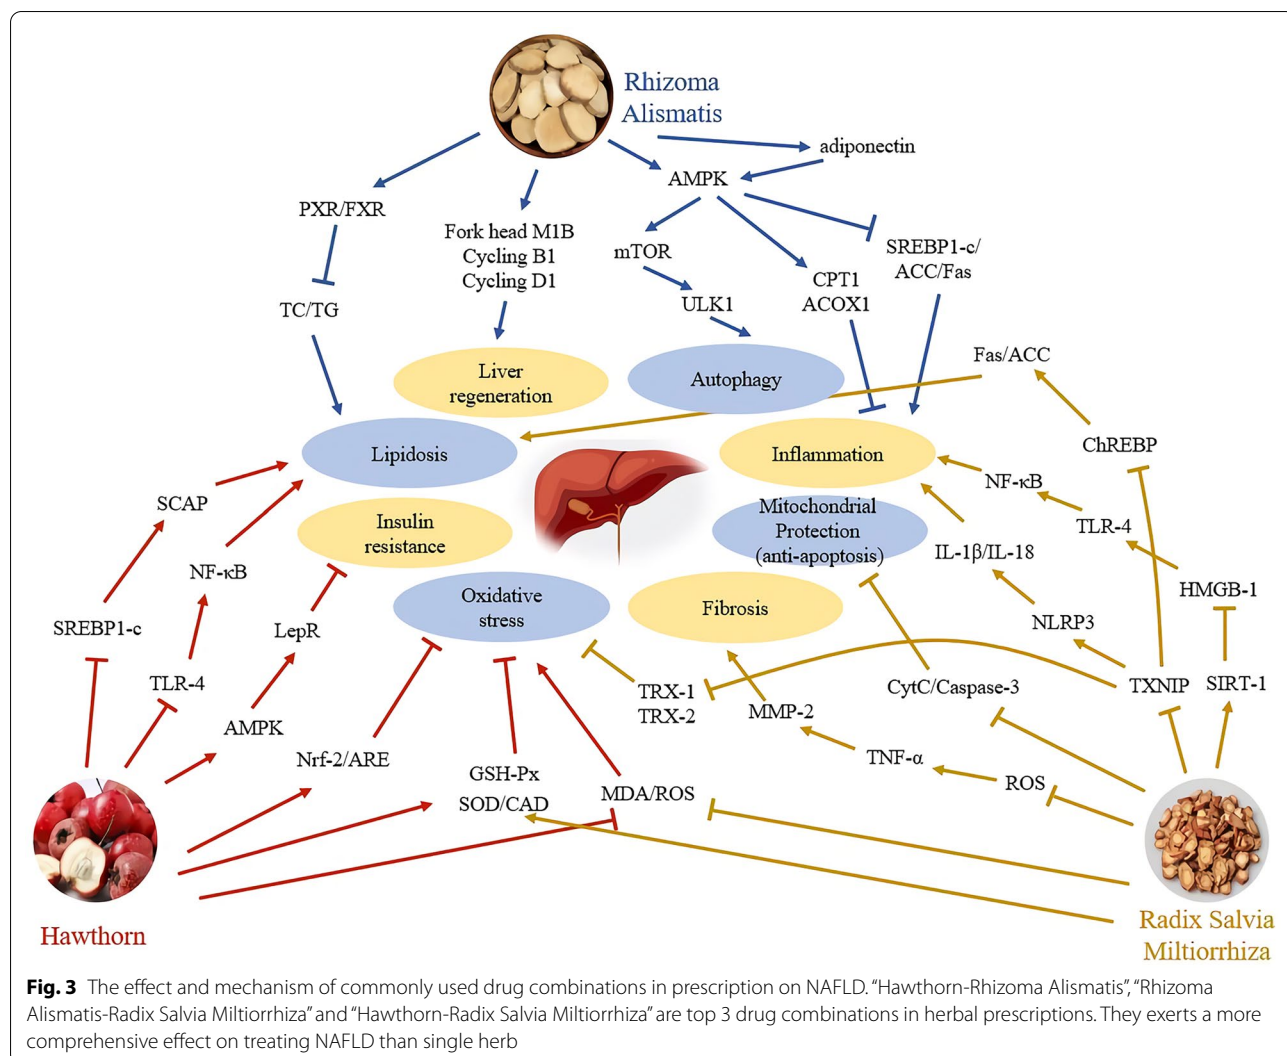 Rhizoma
Alismatis
adiponectin
AMPK
PXR/FXR
Fork head M1B
Cycling B1
Cycling D1
mTOR
SREBP1-c/
ACC/Fas
CPT1
ACOX1
TC/TG
ULK1
Fas/ACC
Liver
regeneration
Autophagy
Lipidosis
Inflammation
ChREBP
NF-κB
SCAP
Insulin
resistance
Mitochondrial
Protection
(anti-apoptosis)
TLR-4
IL-1β/IL-18
NF-κB
HMGB-1
Oxidative
stress
Fibrosis
SREBP1-c
LepR
NLRP3
TLR-4
TRX-1
TRX-2
CytC/Caspase-3
TXNIP
SIRT-1
AMPK
MMP-2
Nrf-2/ARE
TNF-α
GSH-Px
SOD/CAD
MDA/ROS
ROS
Hawthorn
Radix Salvia
Miltiorrhiza
Fig. 3 The effect and mechanism of commonly used drug combinations in prescription on NAFLD. “Hawthorn-Rhizoma Alismatis”, “Rhizoma
Alismatis-Radix Salvia Miltiorrhiza” and “Hawthorn-Radix Salvia Miltiorrhiza” are top 3 drug combinations in herbal prescriptions. They exerts a more
comprehensive effect on treating NAFLD than single herb